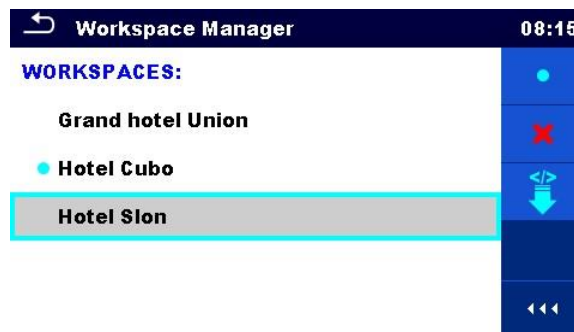 Workspace Manager 08:15
WORKSPACES:
Grand hotel Union
Hotel Cubo
Hotel Slon
</>